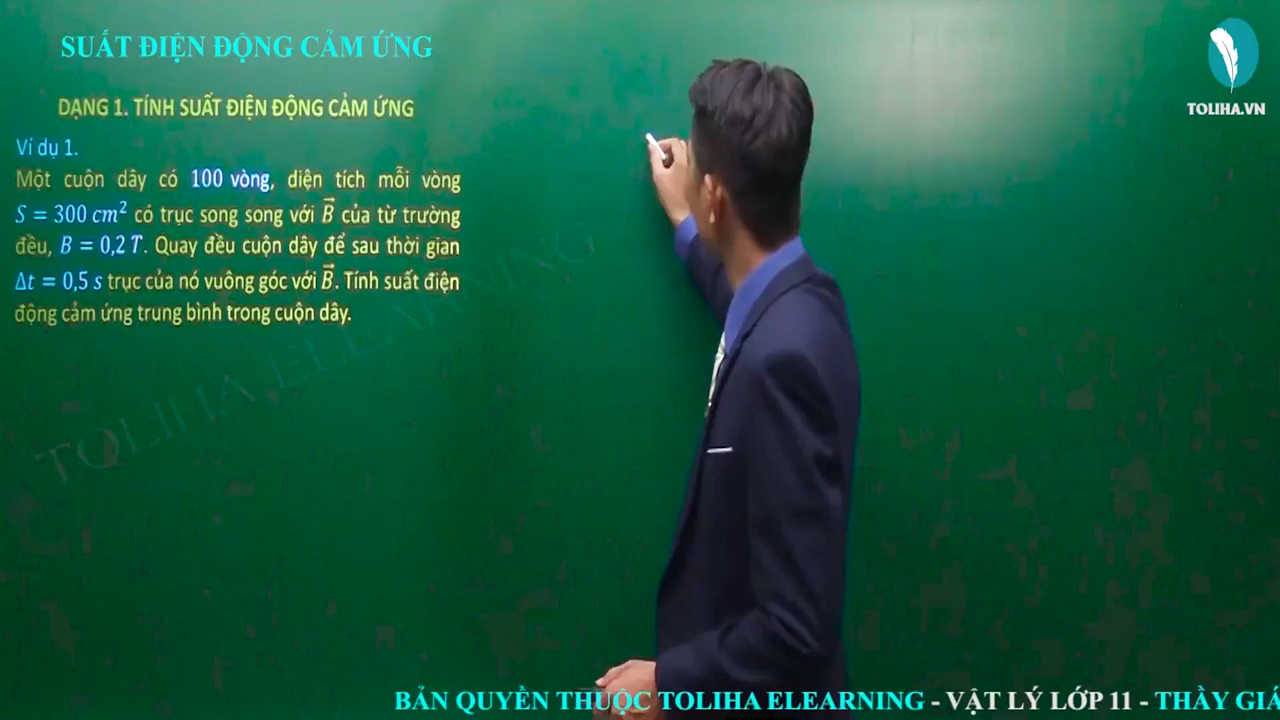 SUẤT ĐIỆN ĐỘNG CẢM ỨNG
DẠNG 1. TÍNH SUẤT ĐIỆN ĐỘNG CẢM ỨNG
Ví dụ 1.
Một cuộn dây có 100 vòng, diện tích mỗi vòng
S = 300 cm² có trục song song với B⃗ của từ trường
đều, B = 0,2 T. Quay đều cuộn dây để sau thời gian
Δt = 0,5 s trục của nó vuông góc với B⃗. Tính suất điện
động cảm ứng trung bình trong cuộn dây.
TOLIHA.VN
TOLIHA ELEARNING
BẢN QUYỀN THUỘC TOLIHA ELEARNING - VẬT LÝ LỚP 11 - THẦY GIÁ